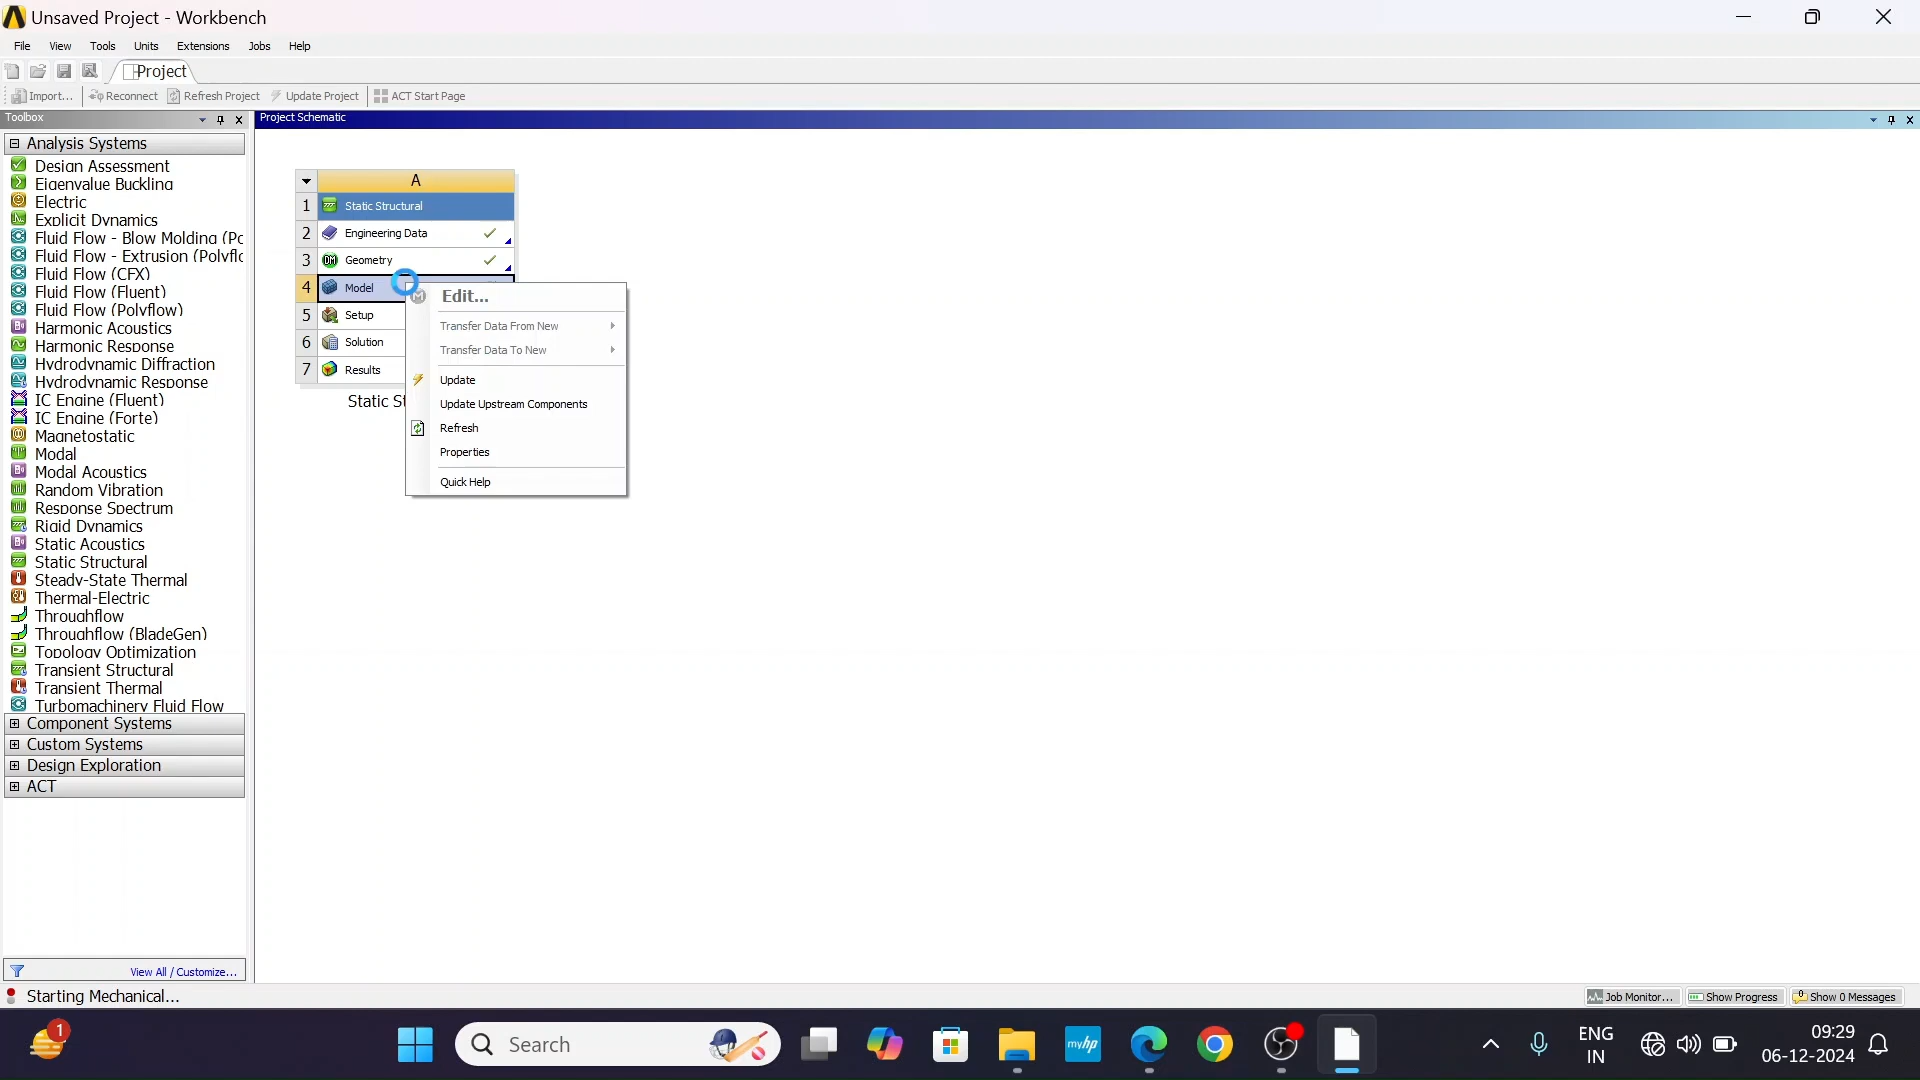 Unsaved Project - Workbench
File View Tools Units Extensions Jobs Help
Project
Import... Reconnect Refresh Project Update Project ACT Start Page
Toolbox
Project Schematic
Analysis Systems
Design Assessment
Eigenvalue Buckling
Electric
Explicit Dynamics
Fluid Flow - Blow Molding (Pc
Fluid Flow - Extrusion (Polyflc
Fluid Flow (CFX)
Fluid Flow (Fluent)
Fluid Flow (Polyflow)
Harmonic Acoustics
Harmonic Response
Hydrodynamic Diffraction
Hydrodynamic Response
IC Engine (Fluent)
IC Engine (Forte)
Magnetostatic
Modal
Modal Acoustics
Random Vibration
Response Spectrum
Rigid Dynamics
Static Acoustics
Static Structural
Steady-State Thermal
Thermal-Electric
Throughflow
Throughflow (BladeGen)
Topology Optimization
Transient Structural
Transient Thermal
Turbomachinery Fluid Flow
Component Systems
Custom Systems
Design Exploration
ACT
View All / Customize...
A
1 Static Structural
2 Engineering Data
3 DM Geometry
4 Model
5 Setup
6 Solution
7 Results
Static St
Edit...
Transfer Data From New
Transfer Data To New
Update
Update Upstream Components
Refresh
Properties
Quick Help
Starting Mechanical...
Job Monitor... Show Progress Show 0 Messages
1
Search
myhp
ENG
IN
09:29
06-12-2024